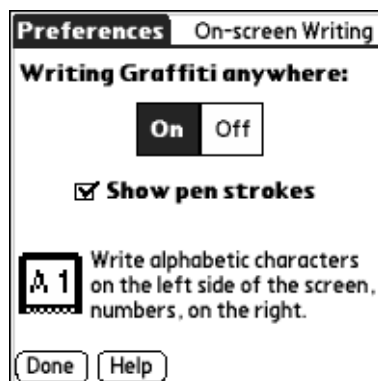 Preferences On-screen Writing
Writing Graffiti anywhere:
On Off
Show pen strokes
A 1
Write alphabetic characters
on the left side of the screen,
numbers, on the right.
Done Help